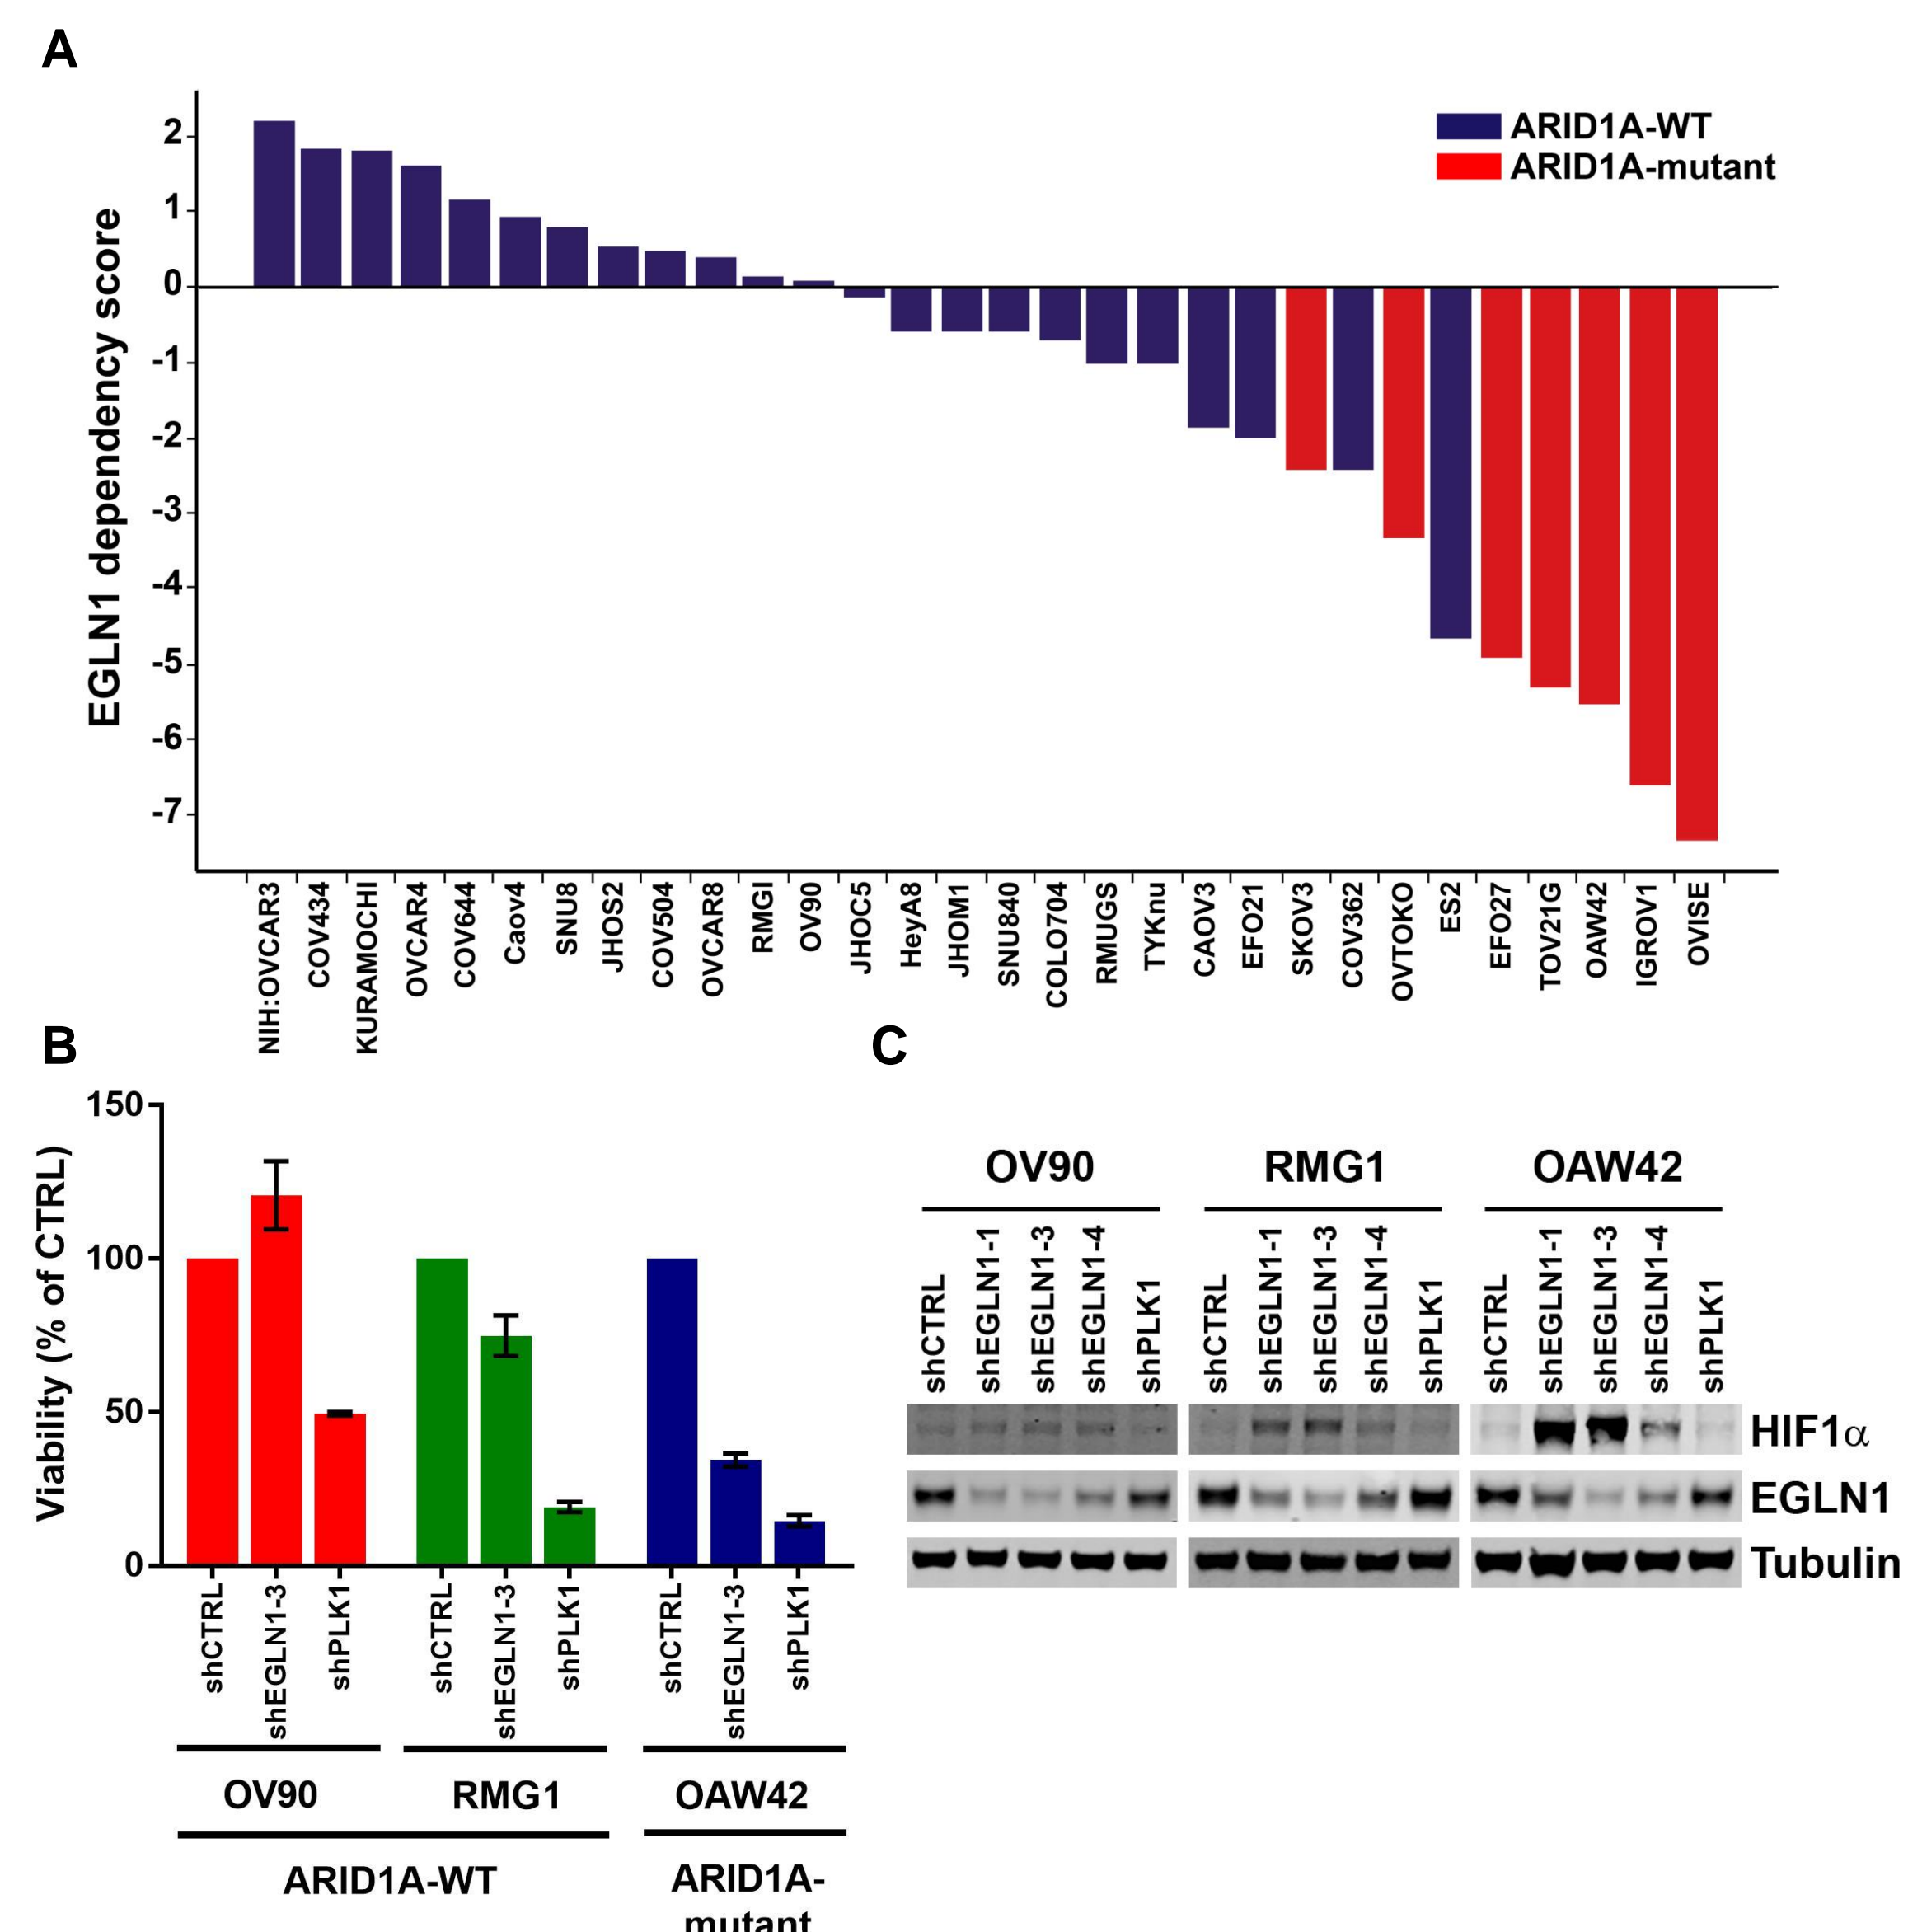 A
ARID1A-WT
ARID1A-mutant
EGLN1 dependency score
2
1
0
-1
-2
-3
-4
-5
-6
-7
NIH:OVCAR3
COV434
KURAMOCHI
OVCAR4
COV644
Caov4
SNU8
JHOS2
COV504
OVCAR8
RMGI
OV90
JHOC5
HeyA8
JHOM1
SNU840
COLO704
RMUGS
TYKnu
CAOV3
EFO21
SKOV3
COV362
OVTOKO
ES2
EFO27
TOV21G
OAW42
IGROV1
OVISE
B
Viability (% of CTRL)
150
100
50
0
shCTRL
shEGLN1-3
shPLK1
shCTRL
shEGLN1-3
shPLK1
shCTRL
shEGLN1-3
shPLK1
OV90
RMG1
OAW42
ARID1A-WT
ARID1A-
mutant
C
OV90
RMG1
OAW42
shCTRL
shEGLN1-1
shEGLN1-3
shEGLN1-4
shPLK1
shCTRL
shEGLN1-1
shEGLN1-3
shEGLN1-4
shPLK1
shCTRL
shEGLN1-1
shEGLN1-3
shEGLN1-4
shPLK1
HIF1α
EGLN1
Tubulin